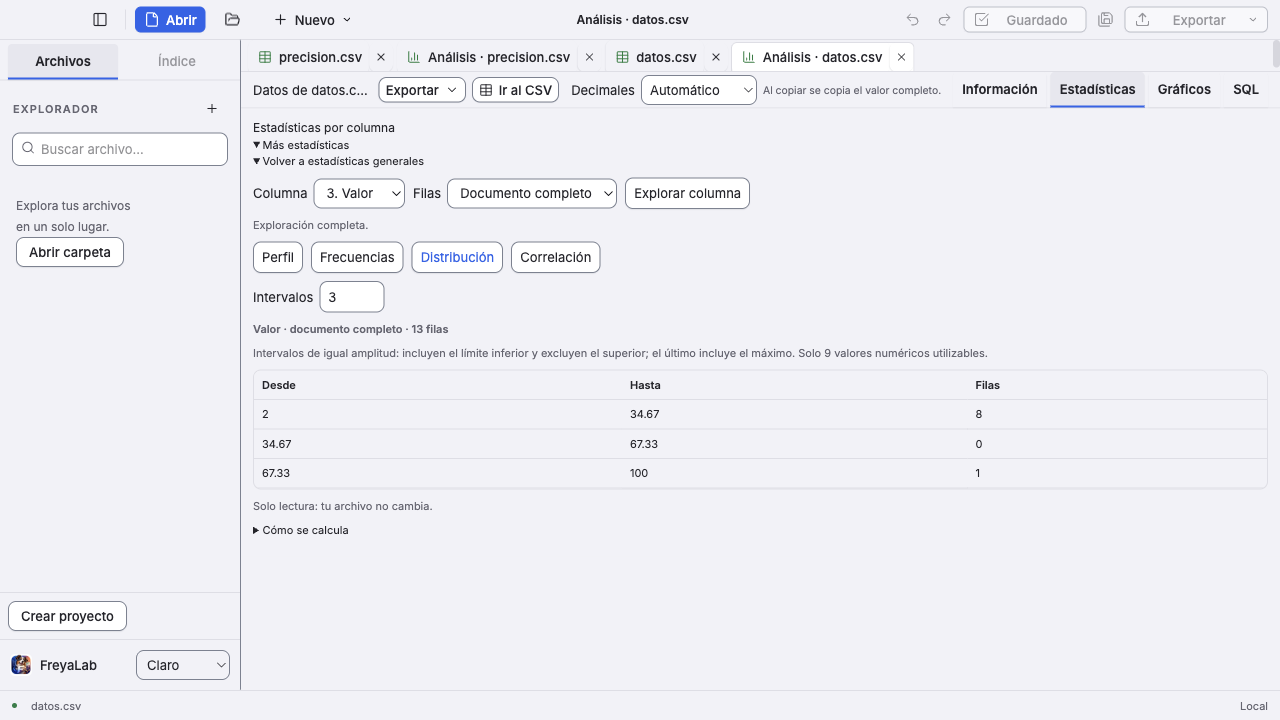 Abrir
Nuevo
Análisis · datos.csv
Guardado
Exportar
Archivos
Índice
EXPLORADOR
Buscar archivo...
Explora tus archivos
en un solo lugar.
Abrir carpeta
Crear proyecto
FreyaLab
Claro
precision.csv
Análisis · precision.csv
datos.csv
Análisis · datos.csv
Datos de datos.c...
Exportar
Ir al CSV
Decimales
Automático
Al copiar se copia el valor completo.
Información
Estadísticas
Gráficos
SQL
Estadísticas por columna
Más estadísticas
Volver a estadísticas generales
Columna
3. Valor
Filas
Documento completo
Explorar columna
Exploración completa.
Perfil
Frecuencias
Distribución
Correlación
Intervalos
3
Valor · documento completo · 13 filas
Intervalos de igual amplitud: incluyen el límite inferior y excluyen el superior; el último incluye el máximo. Solo 9 valores numéricos utilizables.
Desde Hasta Filas
2 34.67 8
34.67 67.33 0
67.33 100 1
Solo lectura: tu archivo no cambia.
Cómo se calcula
datos.csv
Local